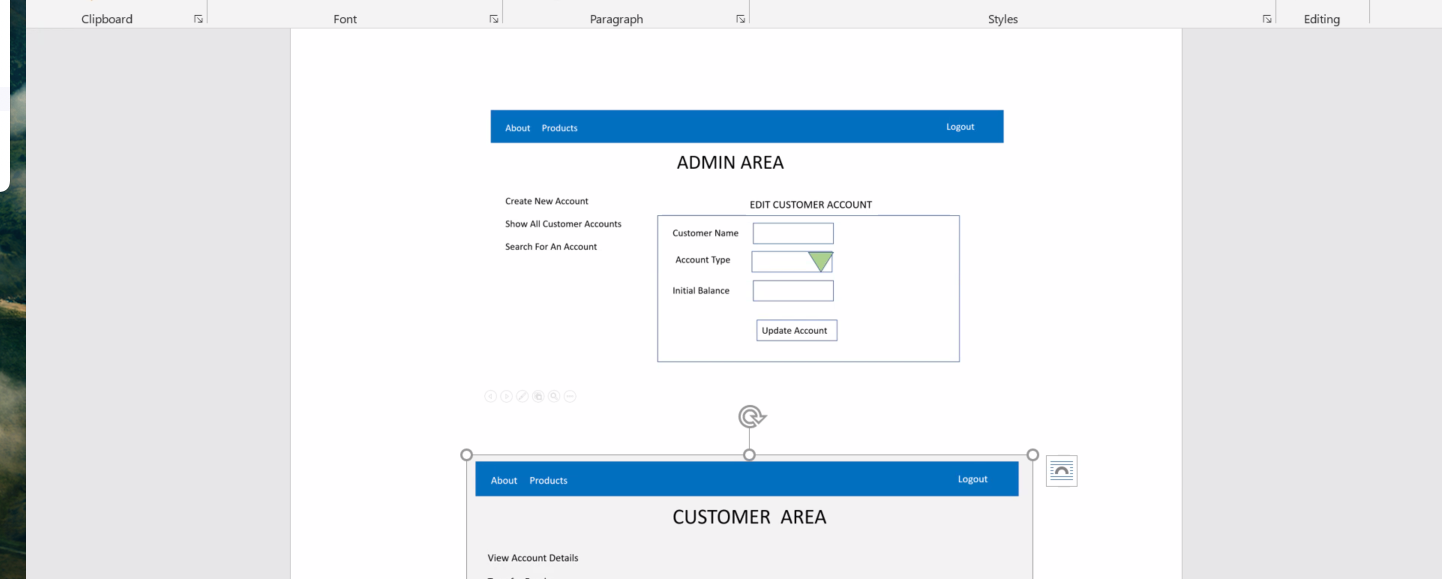 Clipboard Font Paragraph Styles Editing
About Products Logout
ADMIN AREA
Create New Account
Show All Customer Accounts
Search For An Account
EDIT CUSTOMER ACCOUNT
Customer Name
Account Type
Initial Balance
Update Account
About Products Logout
CUSTOMER AREA
View Account Details